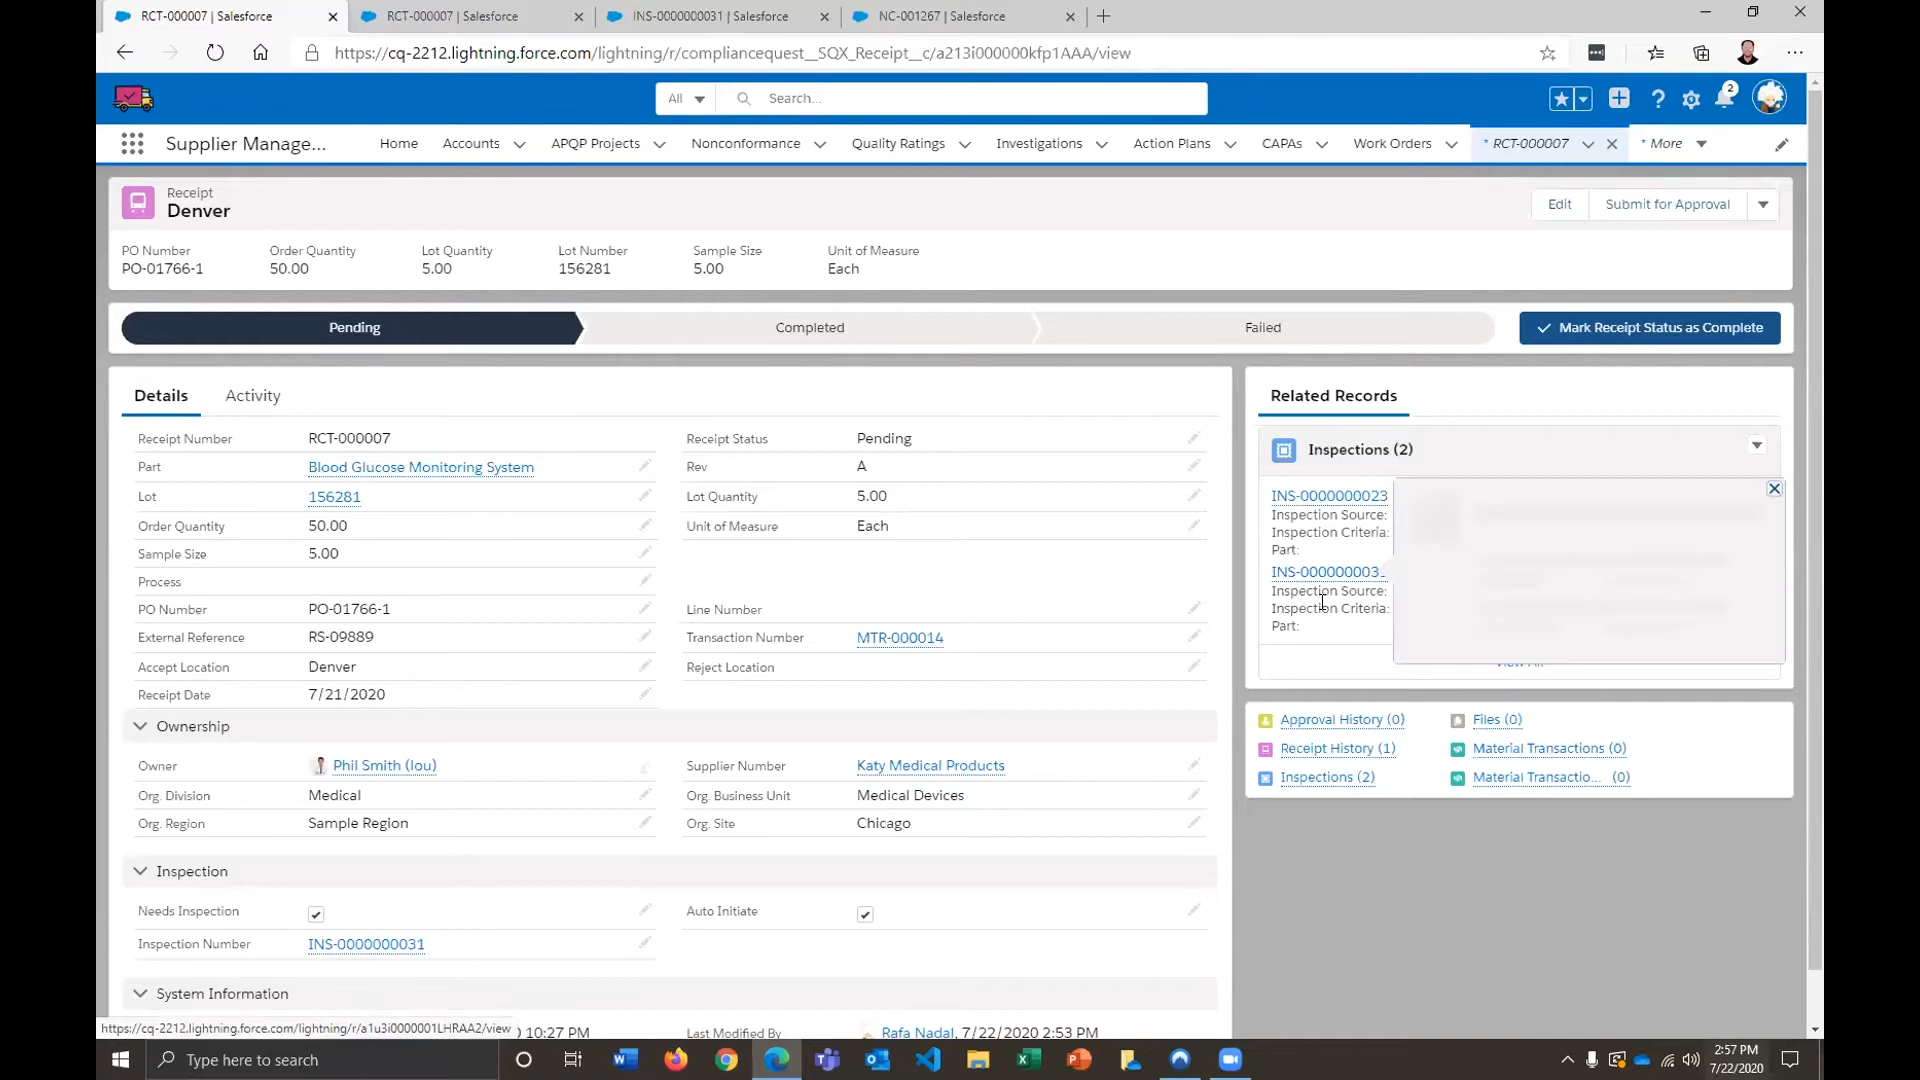 RCT-000007 | Salesforce
RCT-000007 | Salesforce
INS-0000000031 | Salesforce
NC-001267 | Salesforce
https://cq-2212.lightning.force.com/lightning/r/compliancequest__SQX_Receipt__c/a213i000000kfp1AAA/view
All
Search...
2
Supplier Manage...
Home
Accounts
APQP Projects
Nonconformance
Quality Ratings
Investigations
Action Plans
CAPAs
Work Orders
* RCT-000007
* More
Receipt
Denver
Edit
Submit for Approval
PO Number
Order Quantity
Lot Quantity
Lot Number
Sample Size
Unit of Measure
PO-01766-1
50.00
5.00
156281
5.00
Each
Pending
Completed
Failed
Mark Receipt Status as Complete
Details
Activity
Receipt Number RCT-000007
Receipt Status Pending
Part Blood Glucose Monitoring System
Rev A
Lot 156281
Lot Quantity 5.00
Order Quantity 50.00
Unit of Measure Each
Sample Size 5.00
Process
PO Number PO-01766-1
Line Number
External Reference RS-09889
Transaction Number MTR-000014
Accept Location Denver
Reject Location
Receipt Date 7/21/2020
Ownership
Owner Phil Smith (lou)
Supplier Number Katy Medical Products
Org. Division Medical
Org. Business Unit Medical Devices
Org. Region Sample Region
Org. Site Chicago
Inspection
Needs Inspection
Auto Initiate
Inspection Number INS-0000000031
System Information
10:27 PM
Last Modified By Rafa Nadal, 7/22/2020 2:53 PM
Related Records
Inspections (2)
INS-0000000023
Inspection Source:
Inspection Criteria:
Part:
INS-0000000031
Inspection Source:
Inspection Criteria:
Part:
View All
Approval History (0)
Files (0)
Receipt History (1)
Material Transactions (0)
Inspections (2)
Material Transactio... (0)
https://cq-2212.lightning.force.com/lightning/r/a1u3i0000001LHRAA2/view
Type here to search
2:57 PM
7/22/2020